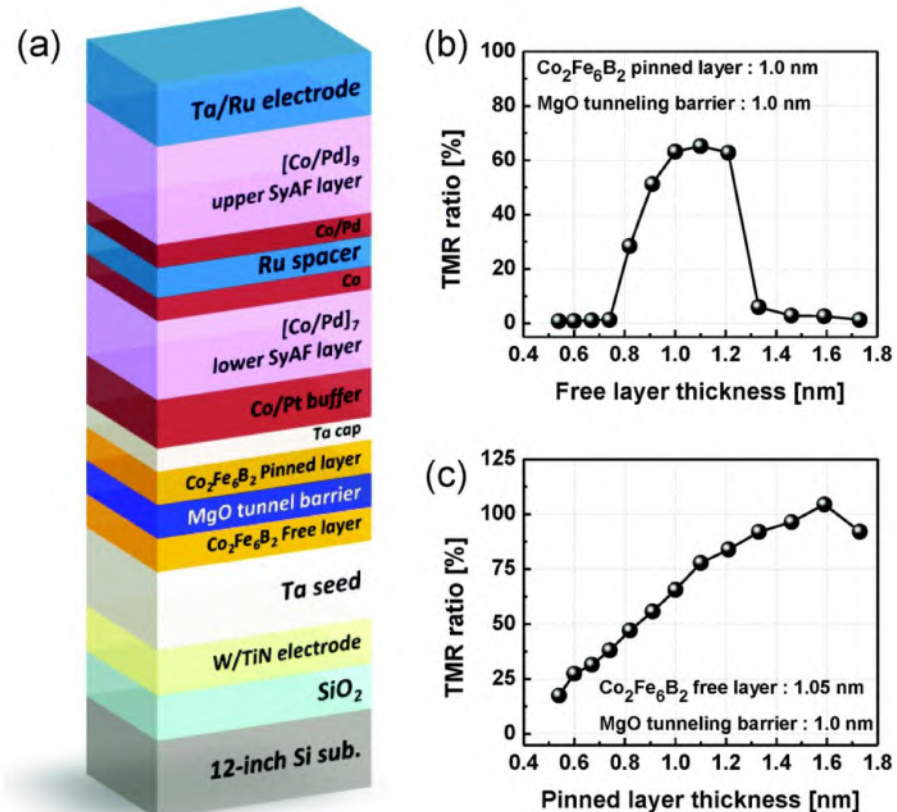 (a)
Ta/Ru electrode
[Co/Pd]₉
upper SyAF layer
Co/Pd
Ru spacer
Co
[Co/Pd]₇
lower SyAF layer
Co/Pt buffer
Ta cap
Co₂Fe₆B₂ Pinned layer
MgO tunnel barrier
Co₂Fe₆B₂ Free layer
Ta seed
W/TiN electrode
SiO₂
12-inch Si sub.
(b)
TMR ratio [%]
100
80
60
40
20
0
Co₂Fe₆B₂ pinned layer : 1.0 nm
MgO tunneling barrier : 1.0 nm
0.4 0.6 0.8 1.0 1.2 1.4 1.6 1.8
Free layer thickness [nm]
(c)
TMR ratio [%]
125
100
75
50
25
0
Co₂Fe₆B₂ free layer : 1.05 nm
MgO tunneling barrier : 1.0 nm
0.4 0.6 0.8 1.0 1.2 1.4 1.6 1.8
Pinned layer thickness [nm]